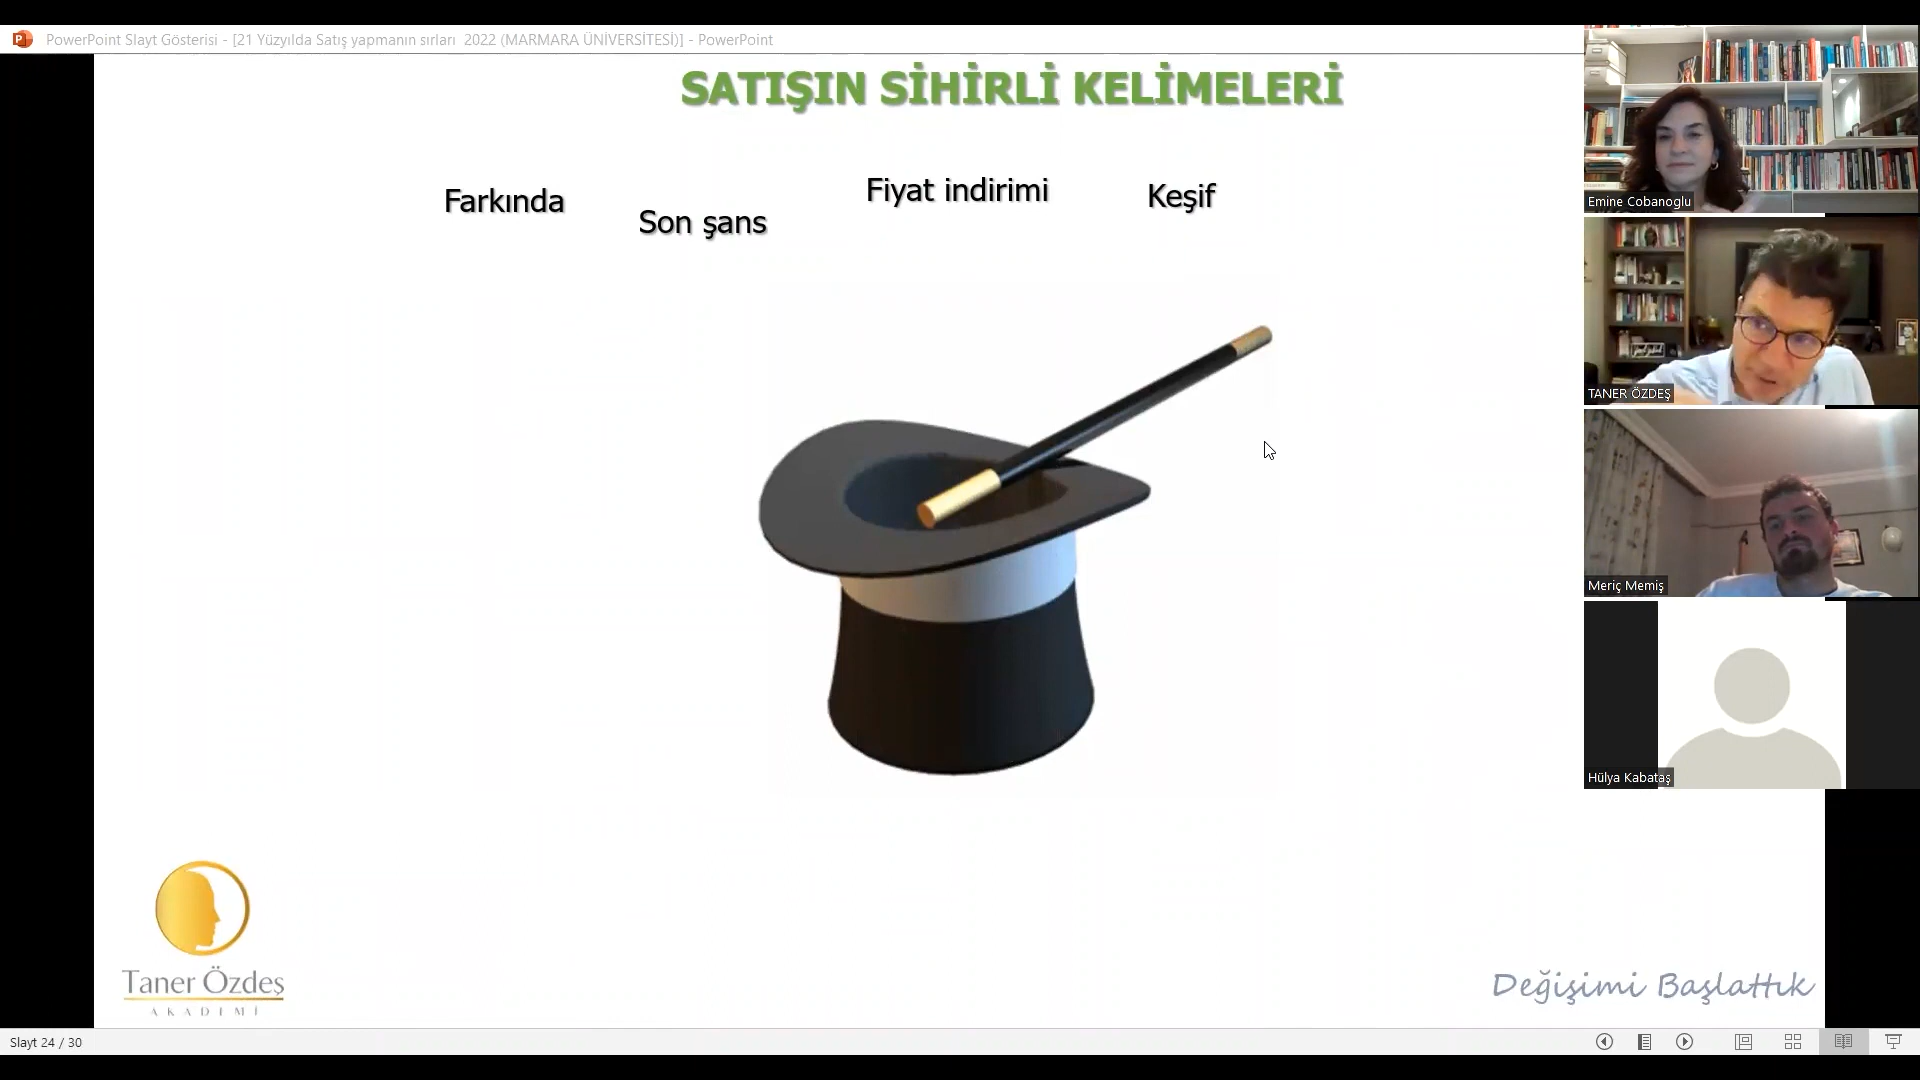 PowerPoint Slayt Gösterisi - [21 Yüzyılda Satış yapmanın sırları 2022 (MARMARA ÜNİVERSİTESİ)] - PowerPoint
SATIŞIN SİHİRLİ KELİMELERİ
Farkında
Son şans
Fiyat indirimi
Keşif
Emine Cobanoglu
TANER ÖZDEŞ
Meriç Memiş
Hülya Kabataş
Taner Özdeş
AKADEMİ
Değişimi Başlattık
Slayt 24 / 30